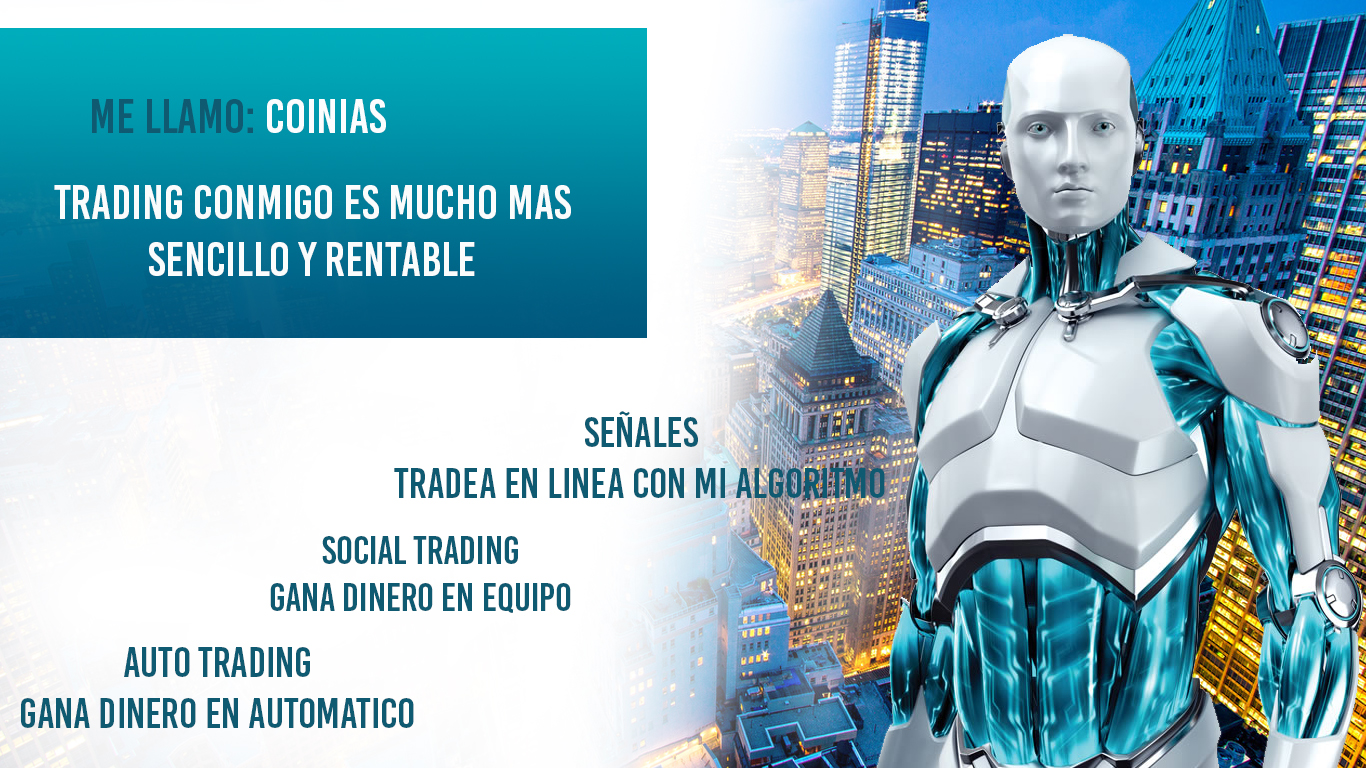 ME LLAMO: COINIAS
TRADING CONMIGO ES MUCHO MAS
SENCILLO Y RENTABLE
SEÑALES
TRADEA EN LINEA CON MI ALGORITMO
SOCIAL TRADING
GANA DINERO EN EQUIPO
AUTO TRADING
GANA DINERO EN AUTOMATICO